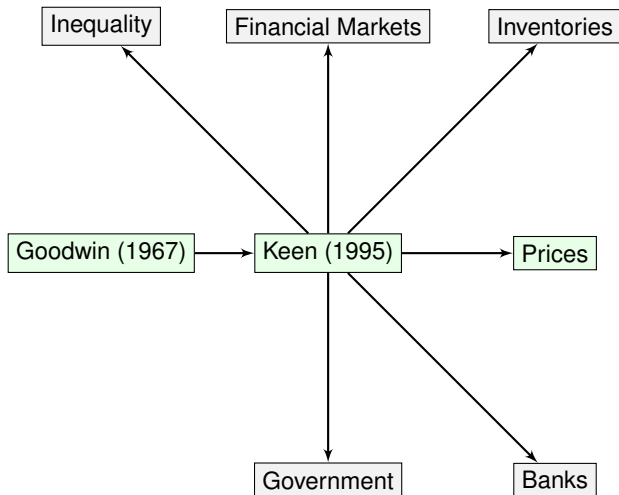 Inequality
Financial Markets
Inventories
Goodwin (1967)
Keen (1995)
Prices
Government
Banks